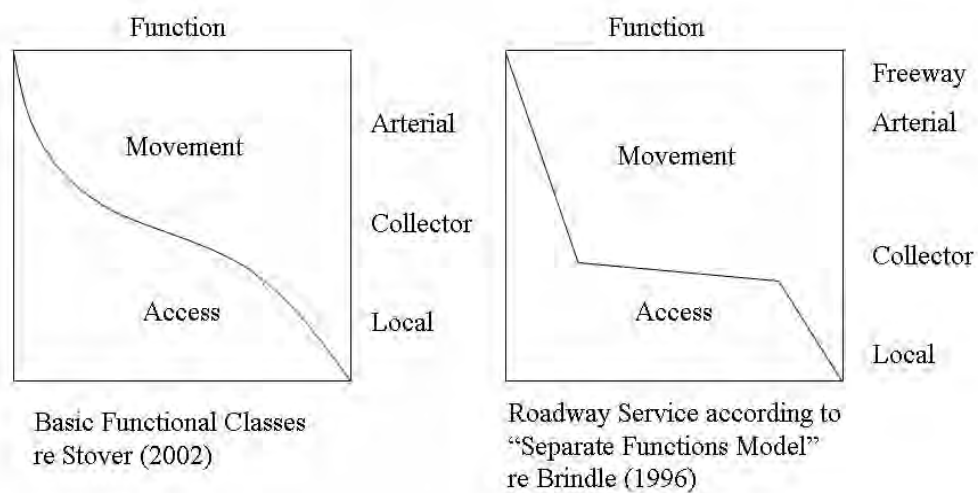 Function
Movement
Access
Arterial
Collector
Local
Basic Functional Classes
re Stover (2002)
Function
Movement
Access
Freeway
Arterial
Collector
Local
Roadway Service according to
“Separate Functions Model”
re Brindle (1996)